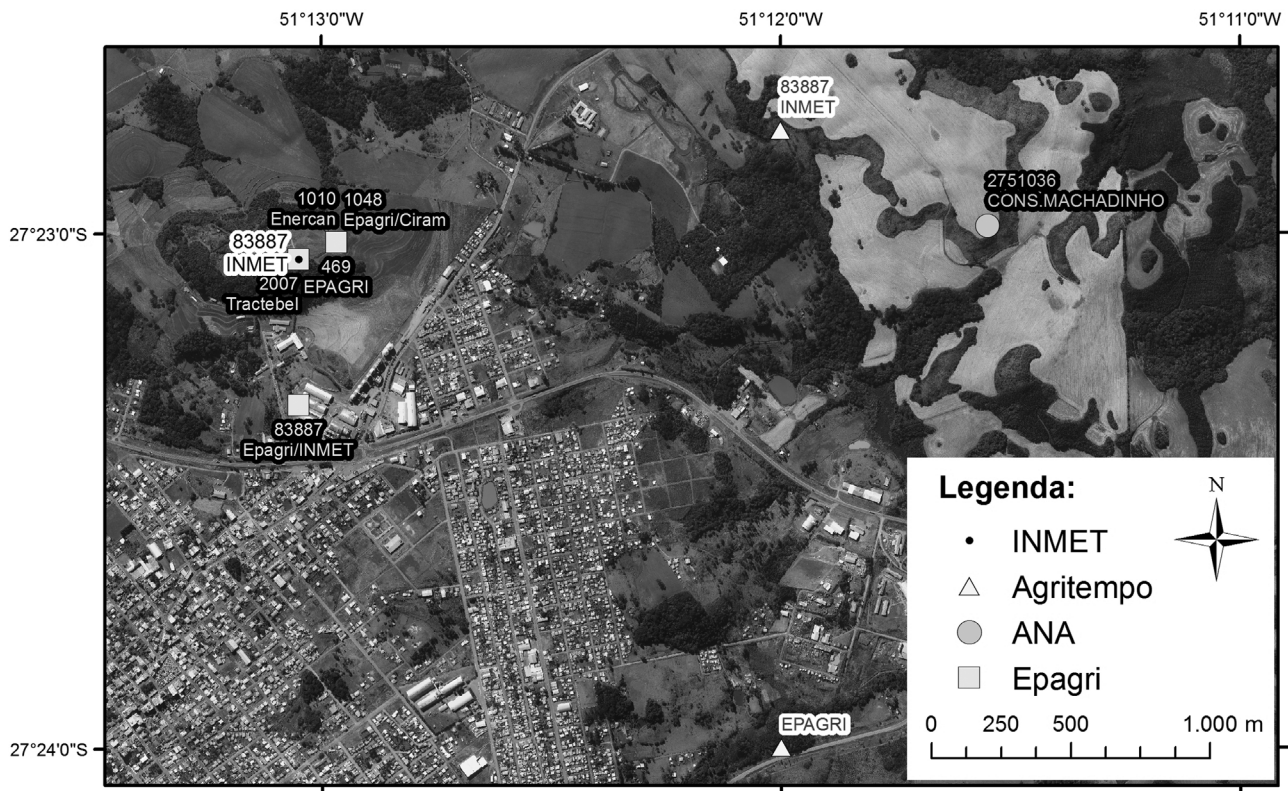 51°13'0"W
51°12'0"W
51°11'0"W
83887
INMET
2751036
CONS.MACHADINHO
1010 1048
Enercan Epagri/Ciram
27°23'0"S
83887
INMET
469
2007 EPAGRI
Tractebel
83887
Epagri/INMET
Legenda:
N
INMET
Agritempo
ANA
Epagri
0 250 500 1.000 m
EPAGRI
27°24'0"S